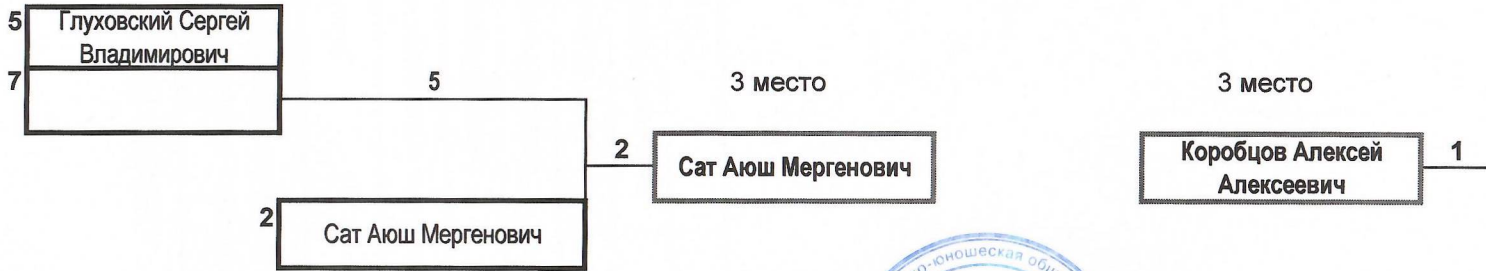 5 Глуховский Сергей
Владимирович
7
5
3 место
3 место
2
Сат Аюш Мергенович
Коробцов Алексей
Алексеевич
1
2
Сат Аюш Мергенович
-юношеская